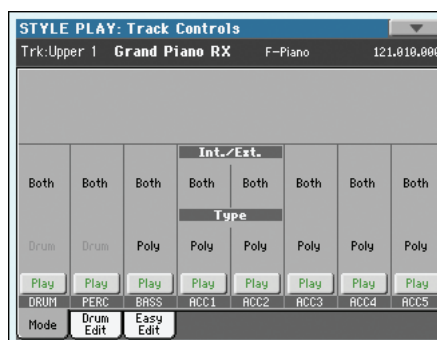 STYLE PLAY: Track Controls
Trk:Upper 1 Grand Piano RX F-Piano 121.010.000
Int./Ext.
Both Both Both Both Both Both Both Both
Type
Drum Drum Poly Poly Poly Poly Poly Poly
Play Play Play Play Play Play Play Play
DRUM PERC BASS ACC1 ACC2 ACC3 ACC4 ACC5
Mode Drum Edit Easy Edit